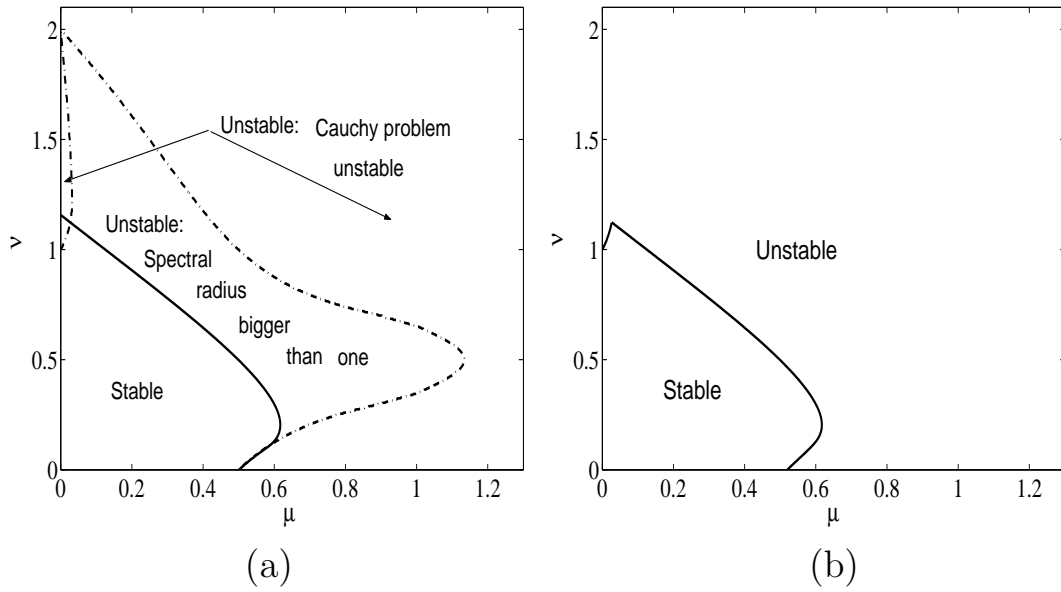 2
1.5
1
0.5
0
ν
Unstable: Cauchy problem
unstable
Unstable:
Spectral
radius
bigger
than one
Stable
0 0.2 0.4 0.6 0.8 1 1.2
μ
(a)
2
1.5
1
0.5
0
ν
Unstable
Stable
0 0.2 0.4 0.6 0.8 1 1.2
μ
(b)